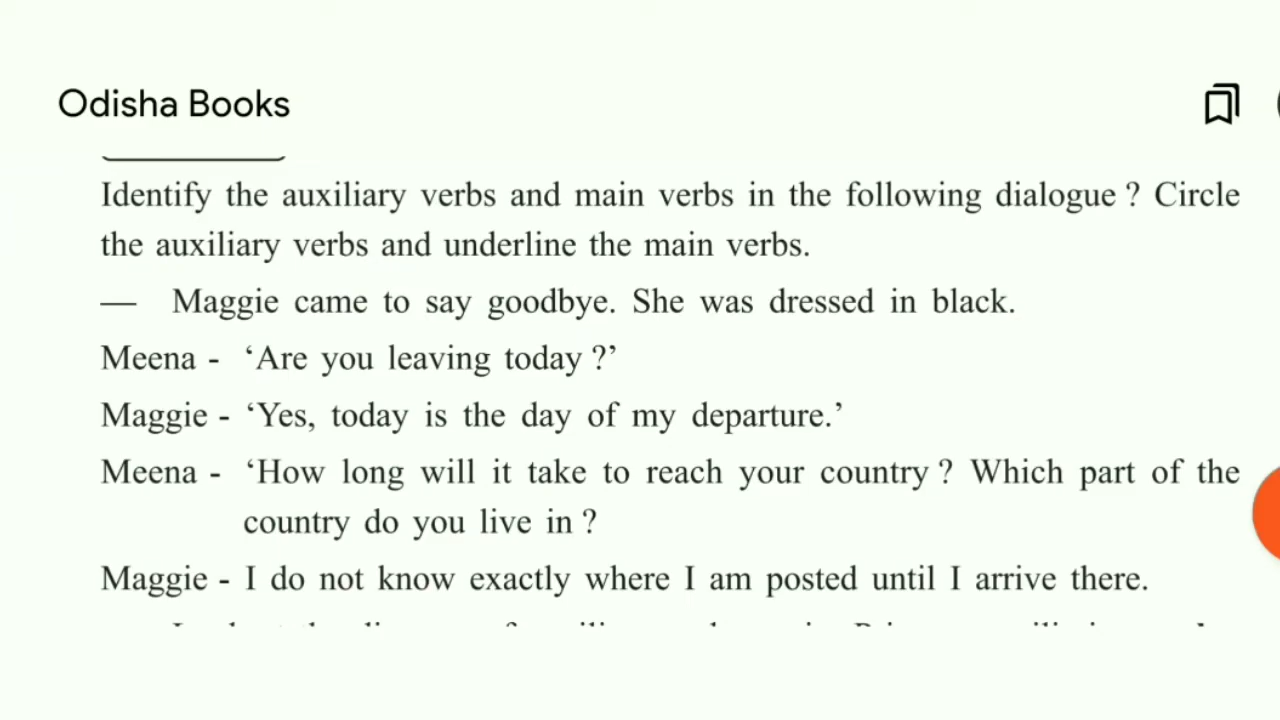 Odisha Books
Identify the auxiliary verbs and main verbs in the following dialogue ? Circle
the auxiliary verbs and underline the main verbs.
— Maggie came to say goodbye. She was dressed in black.
Meena - ‘Are you leaving today ?’
Maggie - ‘Yes, today is the day of my departure.’
Meena - ‘How long will it take to reach your country ? Which part of the
country do you live in ?
Maggie - I do not know exactly where I am posted until I arrive there.